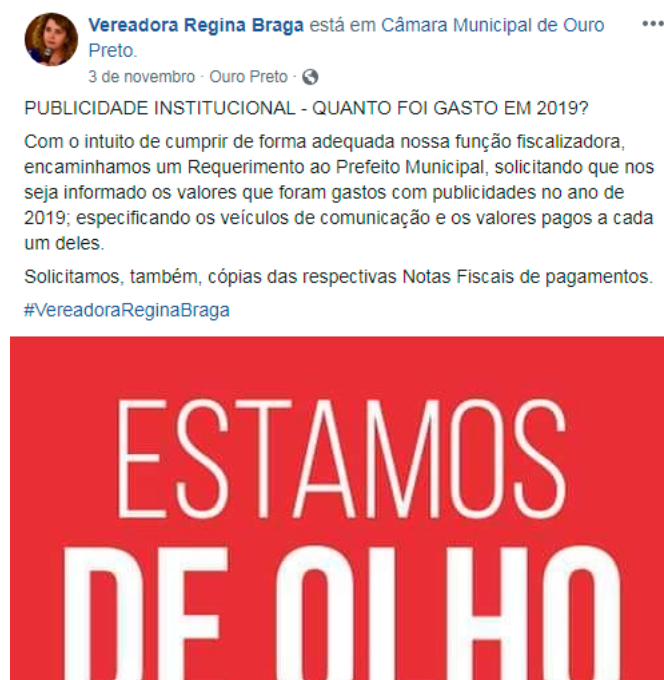 Vereadora Regina Braga está em Câmara Municipal de Ouro
Preto.
3 de novembro · Ouro Preto ·
PUBLICIDADE INSTITUCIONAL - QUANTO FOI GASTO EM 2019?
Com o intuito de cumprir de forma adequada nossa função fiscalizadora,
encaminhamos um Requerimento ao Prefeito Municipal, solicitando que nos
seja informado os valores que foram gastos com publicidades no ano de
2019; especificando os veículos de comunicação e os valores pagos a cada
um deles.
Solicitamos, também, cópias das respectivas Notas Fiscais de pagamentos.
#VereadoraReginaBraga
ESTAMOS
DE OLHO